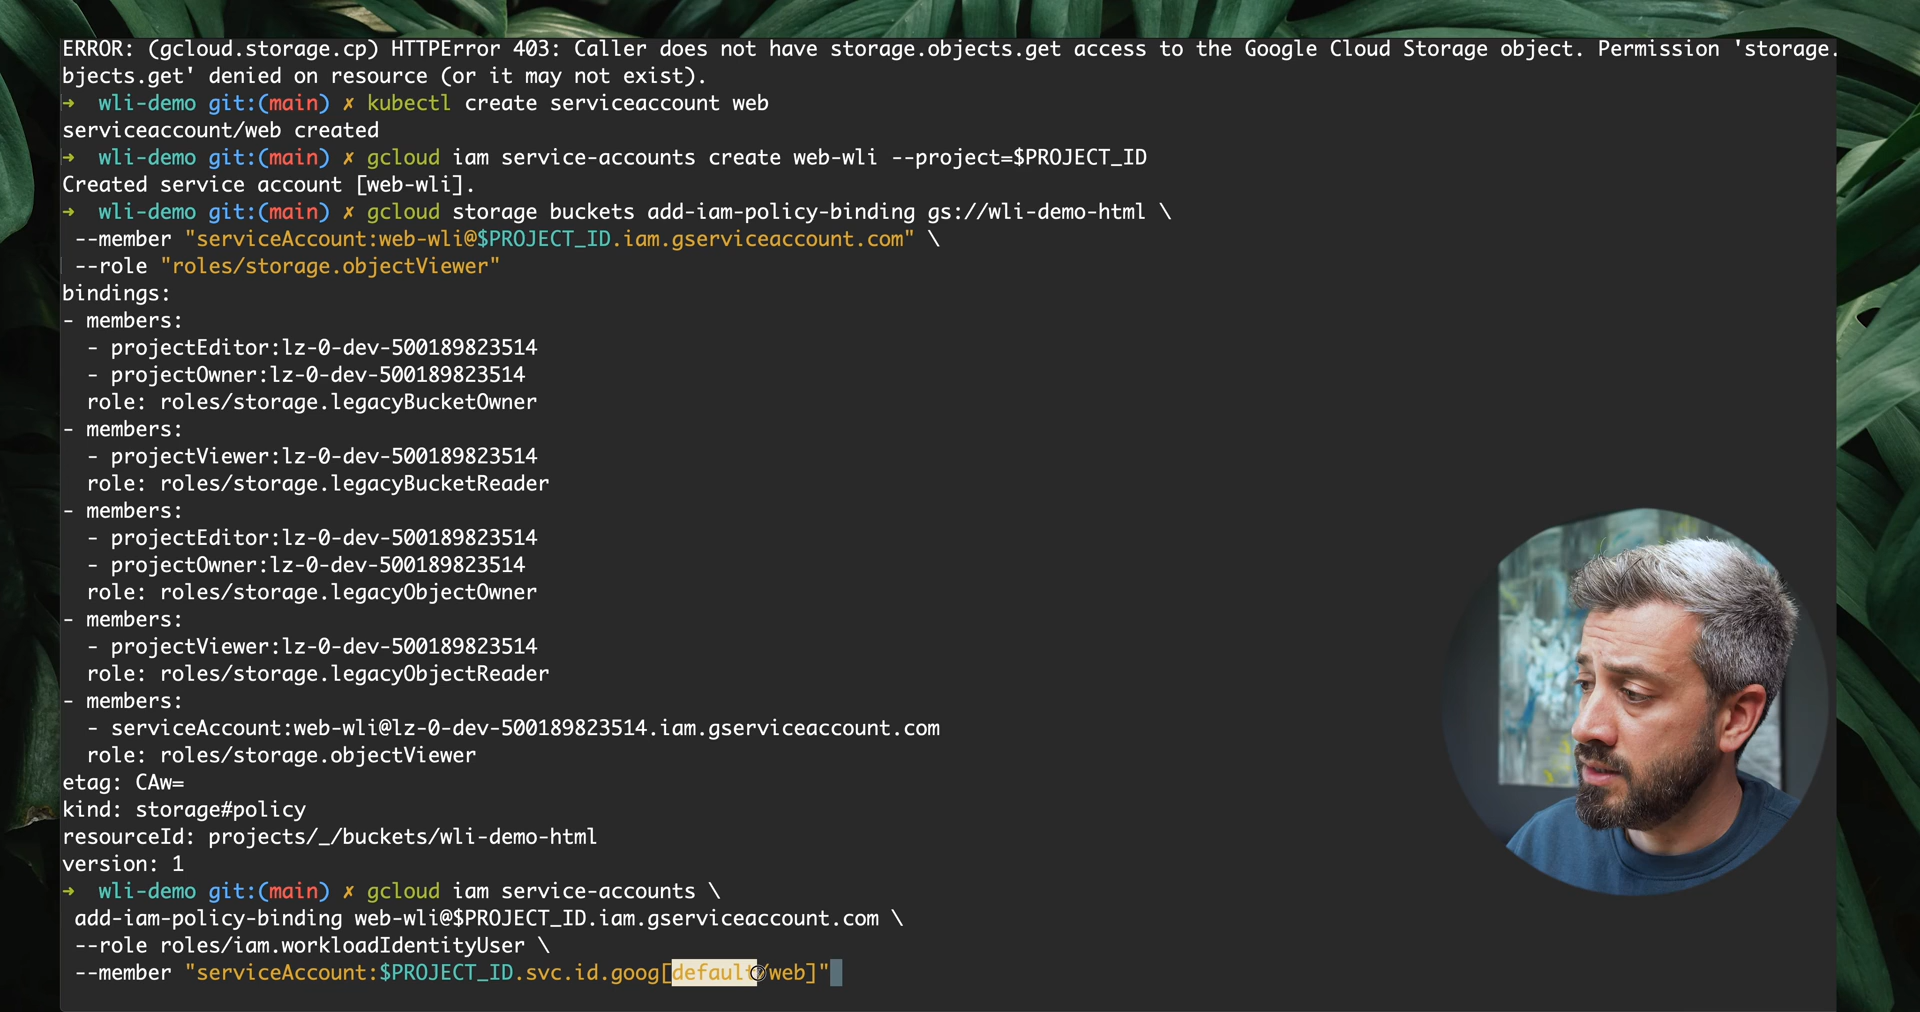 ERROR: (gcloud.storage.cp) HTTPError 403: Caller does not have storage.objects.get access to the Google Cloud Storage object. Permission 'storage.
bjects.get' denied on resource (or it may not exist).
➜  wli-demo git:(main) ✗ kubectl create serviceaccount web
serviceaccount/web created
➜  wli-demo git:(main) ✗ gcloud iam service-accounts create web-wli --project=$PROJECT_ID
Created service account [web-wli].
➜  wli-demo git:(main) ✗ gcloud storage buckets add-iam-policy-binding gs://wli-demo-html \
 --member "serviceAccount:web-wli@$PROJECT_ID.iam.gserviceaccount.com" \
 --role "roles/storage.objectViewer"
bindings:
- members:
  - projectEditor:lz-0-dev-500189823514
  - projectOwner:lz-0-dev-500189823514
  role: roles/storage.legacyBucketOwner
- members:
  - projectViewer:lz-0-dev-500189823514
  role: roles/storage.legacyBucketReader
- members:
  - projectEditor:lz-0-dev-500189823514
  - projectOwner:lz-0-dev-500189823514
  role: roles/storage.legacyObjectOwner
- members:
  - projectViewer:lz-0-dev-500189823514
  role: roles/storage.legacyObjectReader
- members:
  - serviceAccount:web-wli@lz-0-dev-500189823514.iam.gserviceaccount.com
  role: roles/storage.objectViewer
etag: CAw=
kind: storage#policy
resourceId: projects/_/buckets/wli-demo-html
version: 1
➜  wli-demo git:(main) ✗ gcloud iam service-accounts \
 add-iam-policy-binding web-wli@$PROJECT_ID.iam.gserviceaccount.com \
 --role roles/iam.workloadIdentityUser \
 --member "serviceAccount:$PROJECT_ID.svc.id.goog[default/web]"